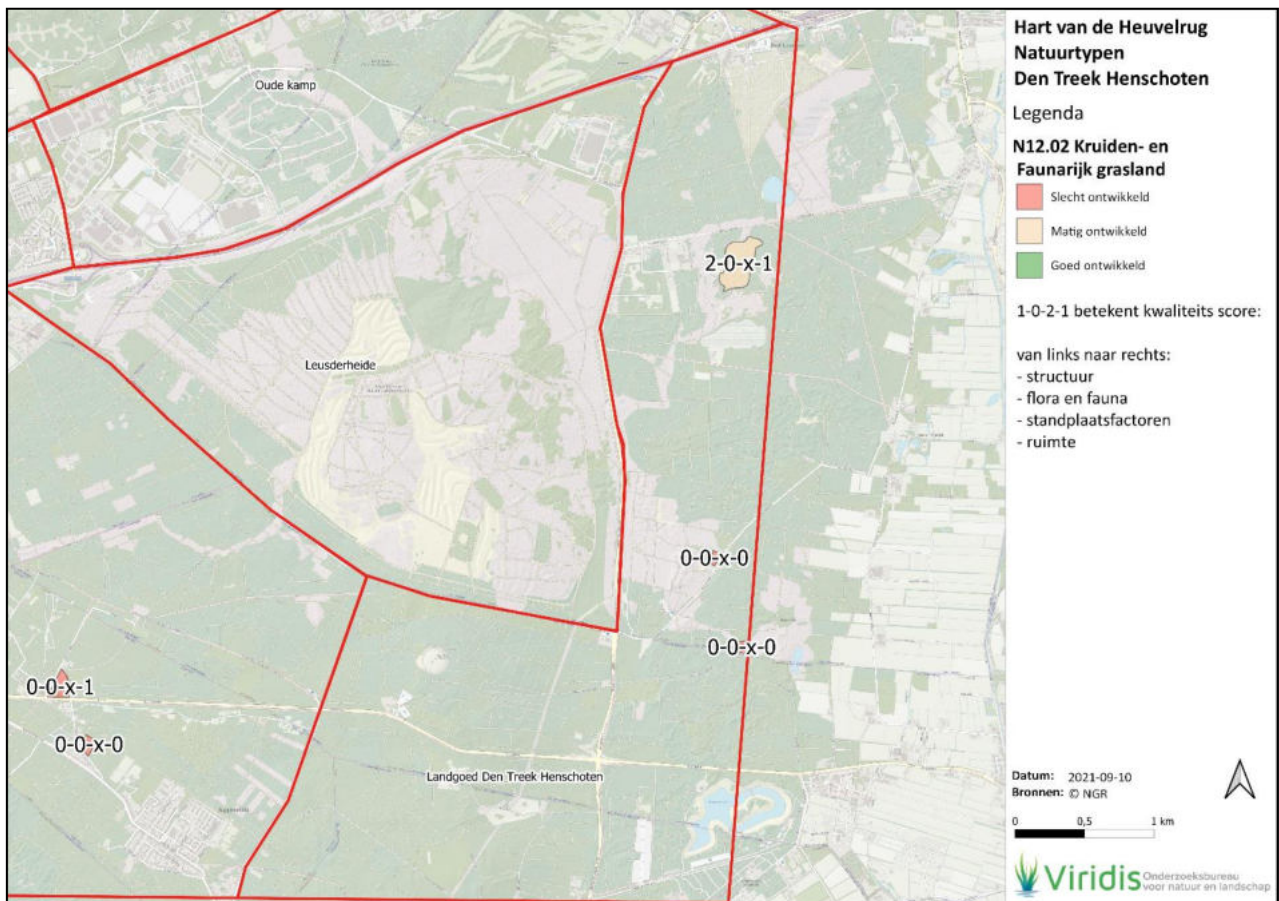 Hart van de Heuvelrug
Natuurtypen
Den Treek Henschoten
Legenda
N12.02 Kruiden- en
Faunarijk grasland
Slecht ontwikkeld
Matig ontwikkeld
Goed ontwikkeld
1-0-2-1 betekent kwaliteits score:
van links naar rechts:
- structuur
- flora en fauna
- standplaatsfactoren
- ruimte
Oude kamp
2-0-x-1
Leusderheide
0-0-x-0
0-0-x-0
0-0-x-1
0-0-x-0
Landgoed Den Treek Henschoten
Datum: 2021-09-10
Bronnen: © NGR
0 0,5 1 km
Viridis Onderzoeksbureau
voor natuur en landschap